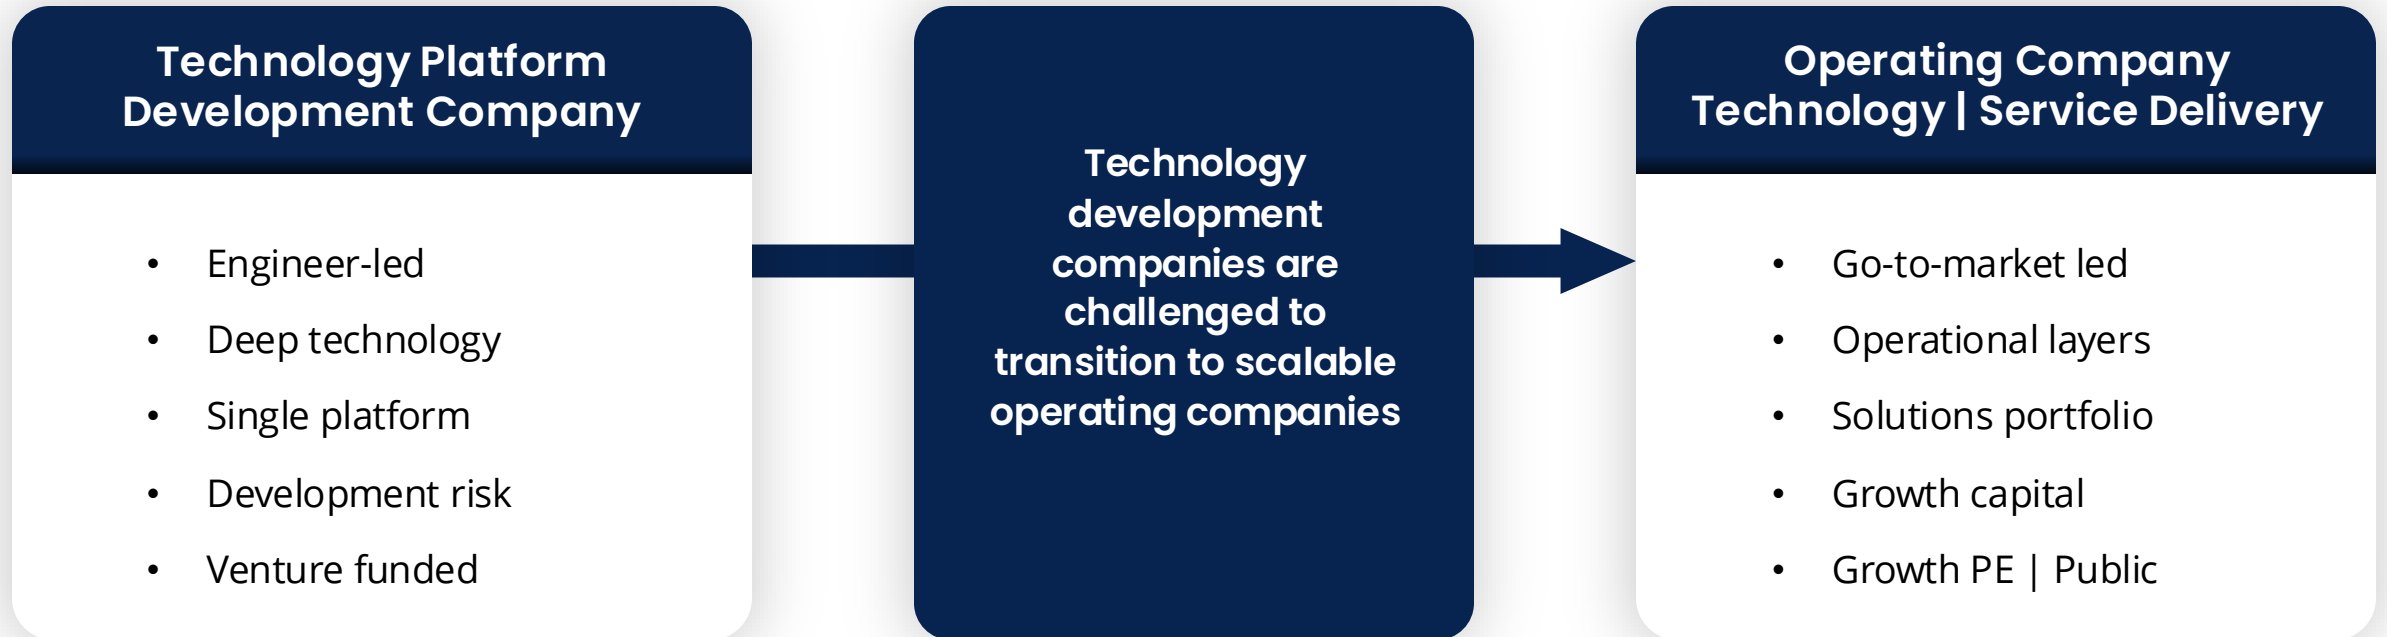 Technology Platform
Development Company
• Engineer-led
• Deep technology
• Single platform
• Development risk
• Venture funded
Technology
development
companies are
challenged to
transition to scalable
operating companies
Operating Company
Technology | Service Delivery
• Go-to-market led
• Operational layers
• Solutions portfolio
• Growth capital
• Growth PE | Public